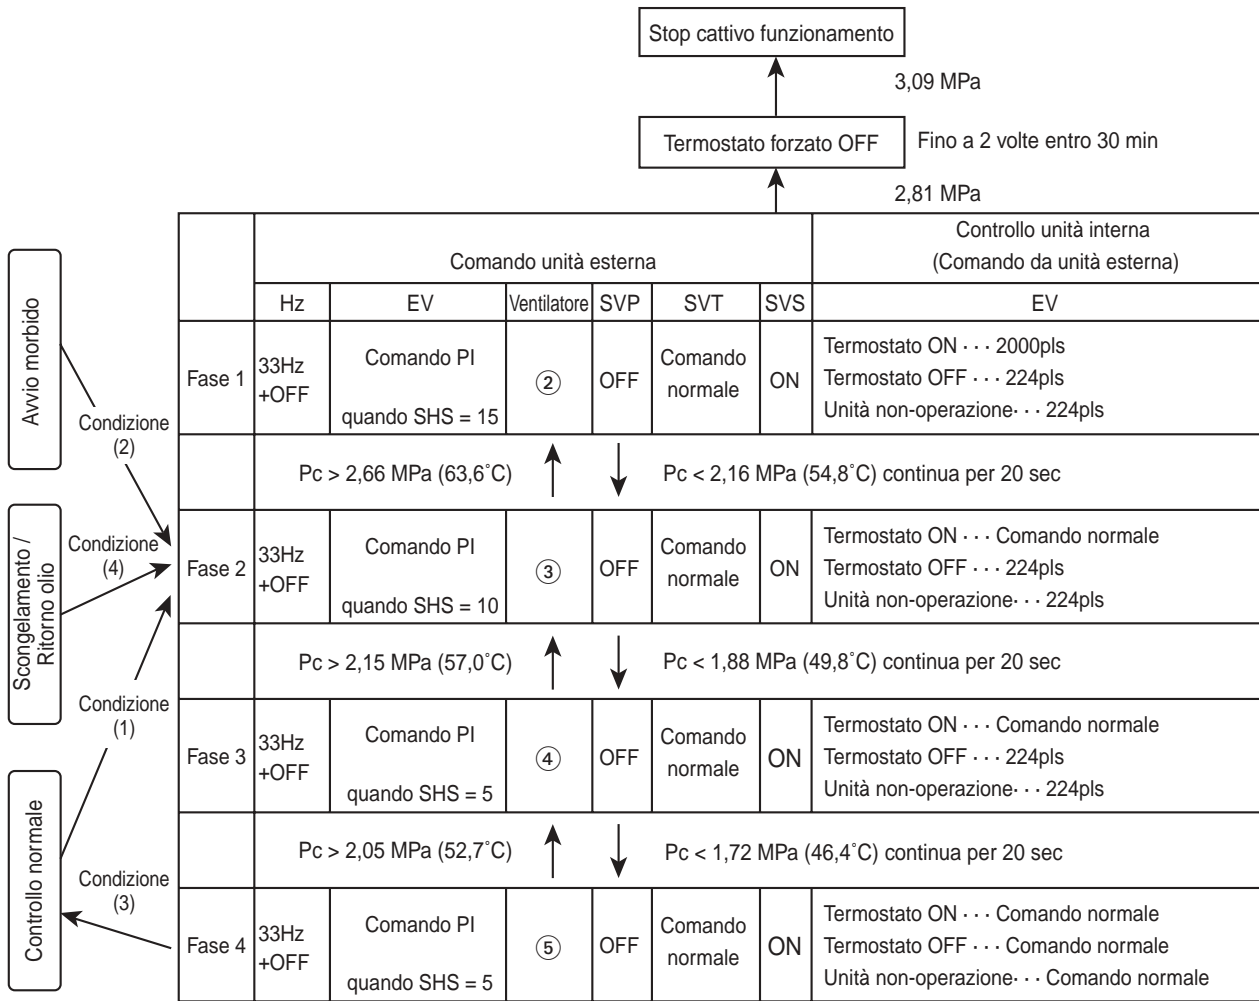 Stop cattivo funzionamento
3,09 MPa
Termostato forzato OFF
Fino a 2 volte entro 30 min
2,81 MPa
Avvio morbido
Condizione
(2)
Scongelamento /
Ritorno olio
Condizione
(4)
Condizione
(1)
Controllo normale
Condizione
(3)
Comando unità esterna
Controllo unità interna
(Comando da unità esterna)
Hz EV Ventilatore SVP SVT SVS EV
Fase 1
33Hz
+OFF
Comando PI
quando SHS = 15
②
OFF
Comando
normale
ON
Termostato ON · · · 2000pls
Termostato OFF · · · 224pls
Unità non-operazione· · · 224pls
Pc > 2,66 MPa (63,6˚C)
Pc < 2,16 MPa (54,8˚C) continua per 20 sec
Fase 2
33Hz
+OFF
Comando PI
quando SHS = 10
③
OFF
Comando
normale
ON
Termostato ON · · · Comando normale
Termostato OFF · · · 224pls
Unità non-operazione· · · 224pls
Pc > 2,15 MPa (57,0˚C)
Pc < 1,88 MPa (49,8˚C) continua per 20 sec
Fase 3
33Hz
+OFF
Comando PI
quando SHS = 5
④
OFF
Comando
normale
ON
Termostato ON · · · Comando normale
Termostato OFF · · · 224pls
Unità non-operazione· · · 224pls
Pc > 2,05 MPa (52,7˚C)
Pc < 1,72 MPa (46,4˚C) continua per 20 sec
Fase 4
33Hz
+OFF
Comando PI
quando SHS = 5
⑤
OFF
Comando
normale
ON
Termostato ON · · · Comando normale
Termostato OFF · · · Comando normale
Unità non-operazione· · · Comando normale